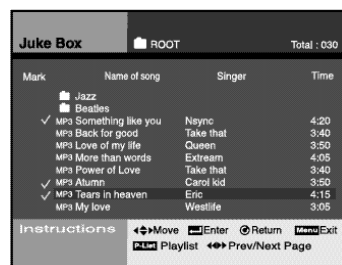 Juke Box ROOT Total : 030
Mark Name of song Singer Time
Jazz
Beatles
MP3 Something like you Nsync 4:20
MP3 Back for good Take that 3:40
MP3 Love of my life Queen 3:50
MP3 More than words Extream 4:05
MP3 Power of Love Take that 3:40
MP3 Atumn Carol kid 3:50
MP3 Tears in heaven Eric 4:15
MP3 My love Westlife 3:05
Instructions Move Enter Return Menu Exit
P-List Playlist Prev/Next Page